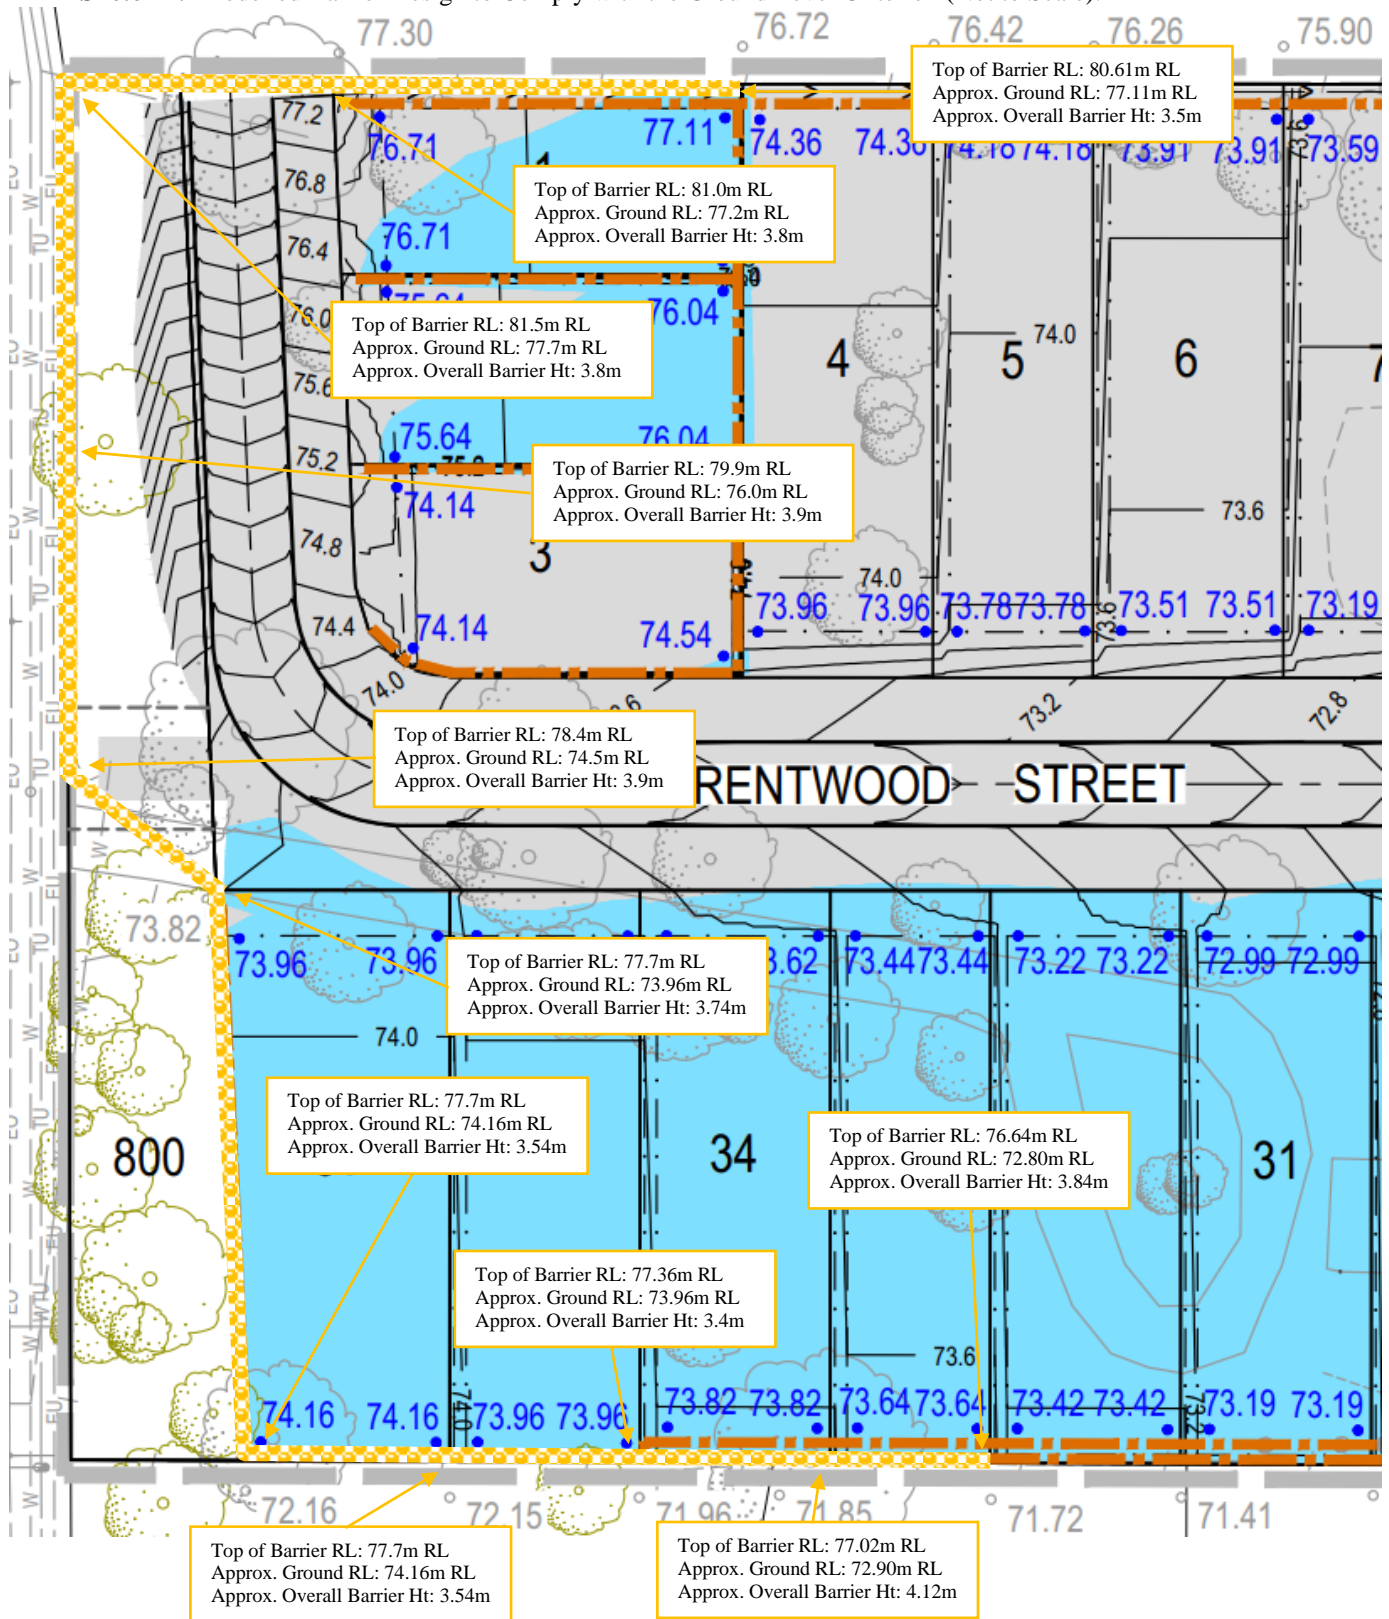 77.30
76.72
76.42
76.26
75.90
Top of Barrier RL: 80.61m RL
Approx. Ground RL: 77.11m RL
Approx. Overall Barrier Ht: 3.5m
77.2
76.71
77.11
74.36
74.18
74.18
73.91
73.91
73.6
73.59
76.8
Top of Barrier RL: 81.0m RL
Approx. Ground RL: 77.2m RL
Approx. Overall Barrier Ht: 3.8m
76.4
76.71
76.04
Top of Barrier RL: 81.5m RL
Approx. Ground RL: 77.7m RL
Approx. Overall Barrier Ht: 3.8m
4
5
74.0
6
75.64
76.04
75.2
Top of Barrier RL: 79.9m RL
Approx. Ground RL: 76.0m RL
Approx. Overall Barrier Ht: 3.9m
74.14
73.6
74.8
3
74.0
73.96
73.96
73.78
73.78
73.6
73.51
73.51
73.19
74.4
74.14
74.54
74.0
73.2
72.8
Top of Barrier RL: 78.4m RL
Approx. Ground RL: 74.5m RL
Approx. Overall Barrier Ht: 3.9m
RENTWOOD STREET
73.82
73.96
73.96
73.44
73.44
73.22
73.22
72.99
72.99
Top of Barrier RL: 77.7m RL
Approx. Ground RL: 73.96m RL
Approx. Overall Barrier Ht: 3.74m
74.0
Top of Barrier RL: 77.7m RL
Approx. Ground RL: 74.16m RL
Approx. Overall Barrier Ht: 3.54m
800
34
Top of Barrier RL: 76.64m RL
Approx. Ground RL: 72.80m RL
Approx. Overall Barrier Ht: 3.84m
31
Top of Barrier RL: 77.36m RL
Approx. Ground RL: 73.96m RL
Approx. Overall Barrier Ht: 3.4m
73.6
74.16
74.16
74.0
73.96
73.96
73.82
73.82
73.64
73.64
73.42
73.42
73.2
73.19
73.19
72.16
72.15
71.96
71.85
71.72
71.41
Top of Barrier RL: 77.7m RL
Approx. Ground RL: 74.16m RL
Approx. Overall Barrier Ht: 3.54m
Top of Barrier RL: 77.02m RL
Approx. Ground RL: 72.90m RL
Approx. Overall Barrier Ht: 4.12m